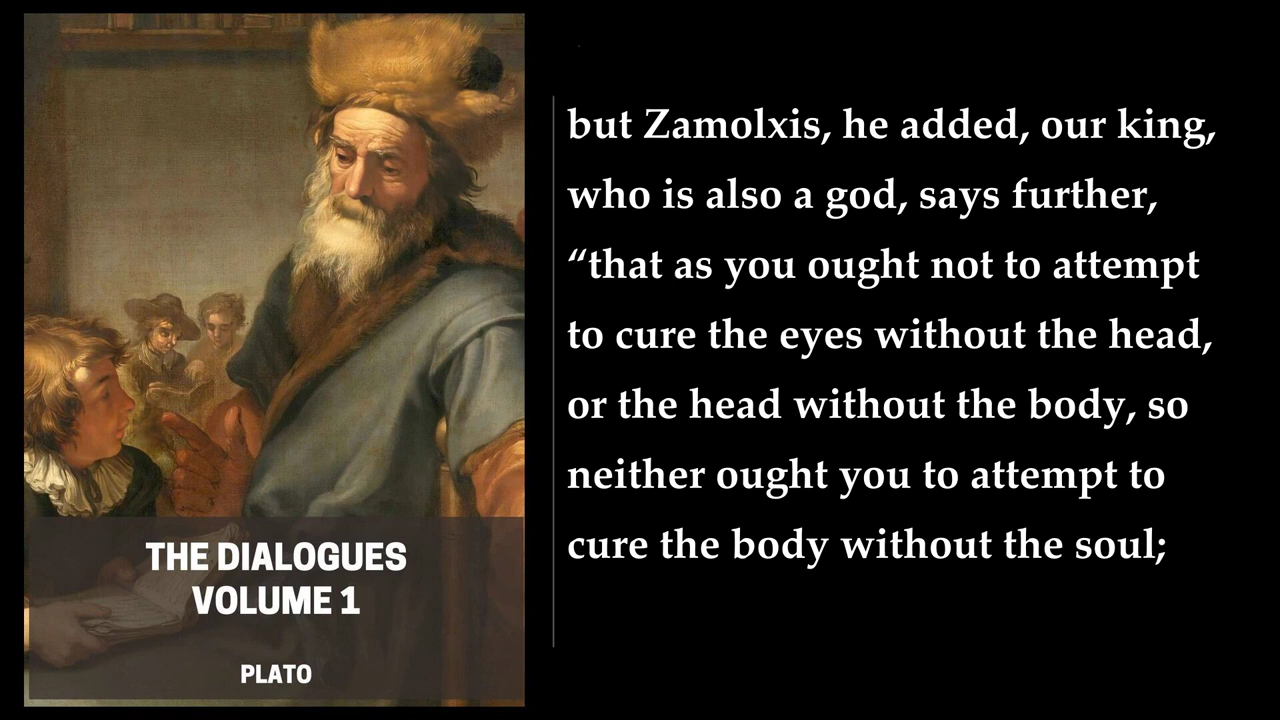 but Zamolxis, he added, our king,
who is also a god, says further,
“that as you ought not to attempt
to cure the eyes without the head,
or the head without the body, so
neither ought you to attempt to
cure the body without the soul;
THE DIALOGUES
VOLUME 1
PLATO